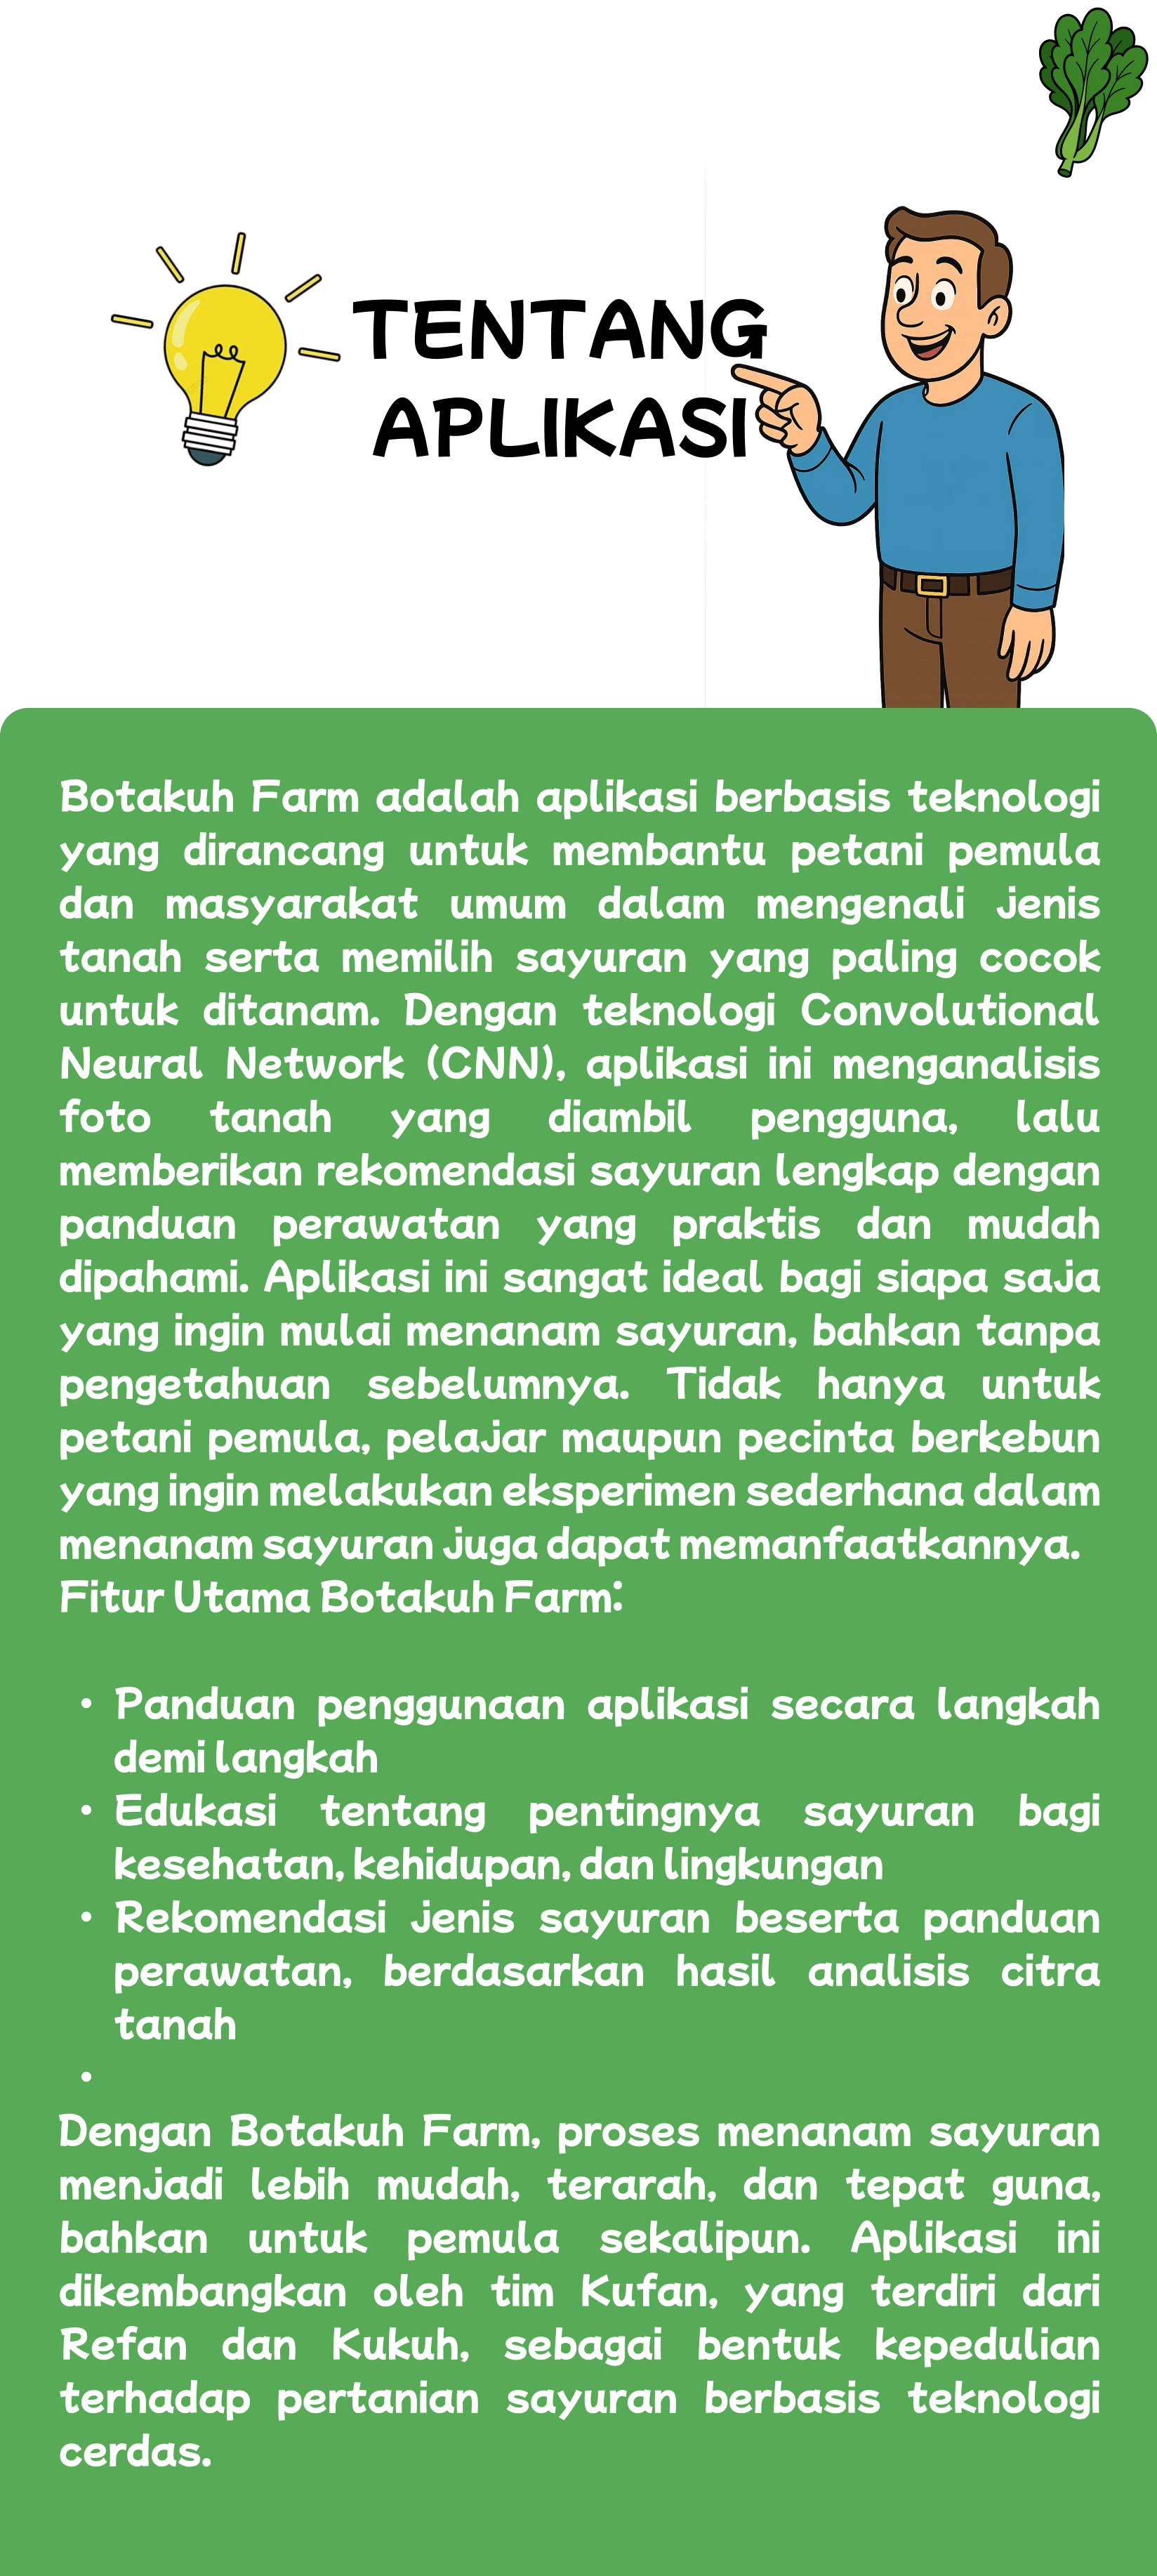 TENTANG
APLIKASI
Botakuh Farm adalah aplikasi berbasis teknologi
yang dirancang untuk membantu petani pemula
dan masyarakat umum dalam mengenali jenis
tanah serta memilih sayuran yang paling cocok
untuk ditanam. Dengan teknologi Convolutional
Neural Network (CNN), aplikasi ini menganalisis
foto tanah yang diambil pengguna, lalu
memberikan rekomendasi sayuran lengkap dengan
panduan perawatan yang praktis dan mudah
dipahami. Aplikasi ini sangat ideal bagi siapa saja
yang ingin mulai menanam sayuran, bahkan tanpa
pengetahuan sebelumnya. Tidak hanya untuk
petani pemula, pelajar maupun pecinta berkebun
yang ingin melakukan eksperimen sederhana dalam
menanam sayuran juga dapat memanfaatkannya.
Fitur Utama Botakuh Farm:
• Panduan penggunaan aplikasi secara langkah
demi langkah
• Edukasi tentang pentingnya sayuran bagi
kesehatan, kehidupan, dan lingkungan
• Rekomendasi jenis sayuran beserta panduan
perawatan, berdasarkan hasil analisis citra
tanah
•
Dengan Botakuh Farm, proses menanam sayuran
menjadi lebih mudah, terarah, dan tepat guna,
bahkan untuk pemula sekalipun. Aplikasi ini
dikembangkan oleh tim Kufan, yang terdiri dari
Refan dan Kukuh, sebagai bentuk kepedulian
terhadap pertanian sayuran berbasis teknologi
cerdas.